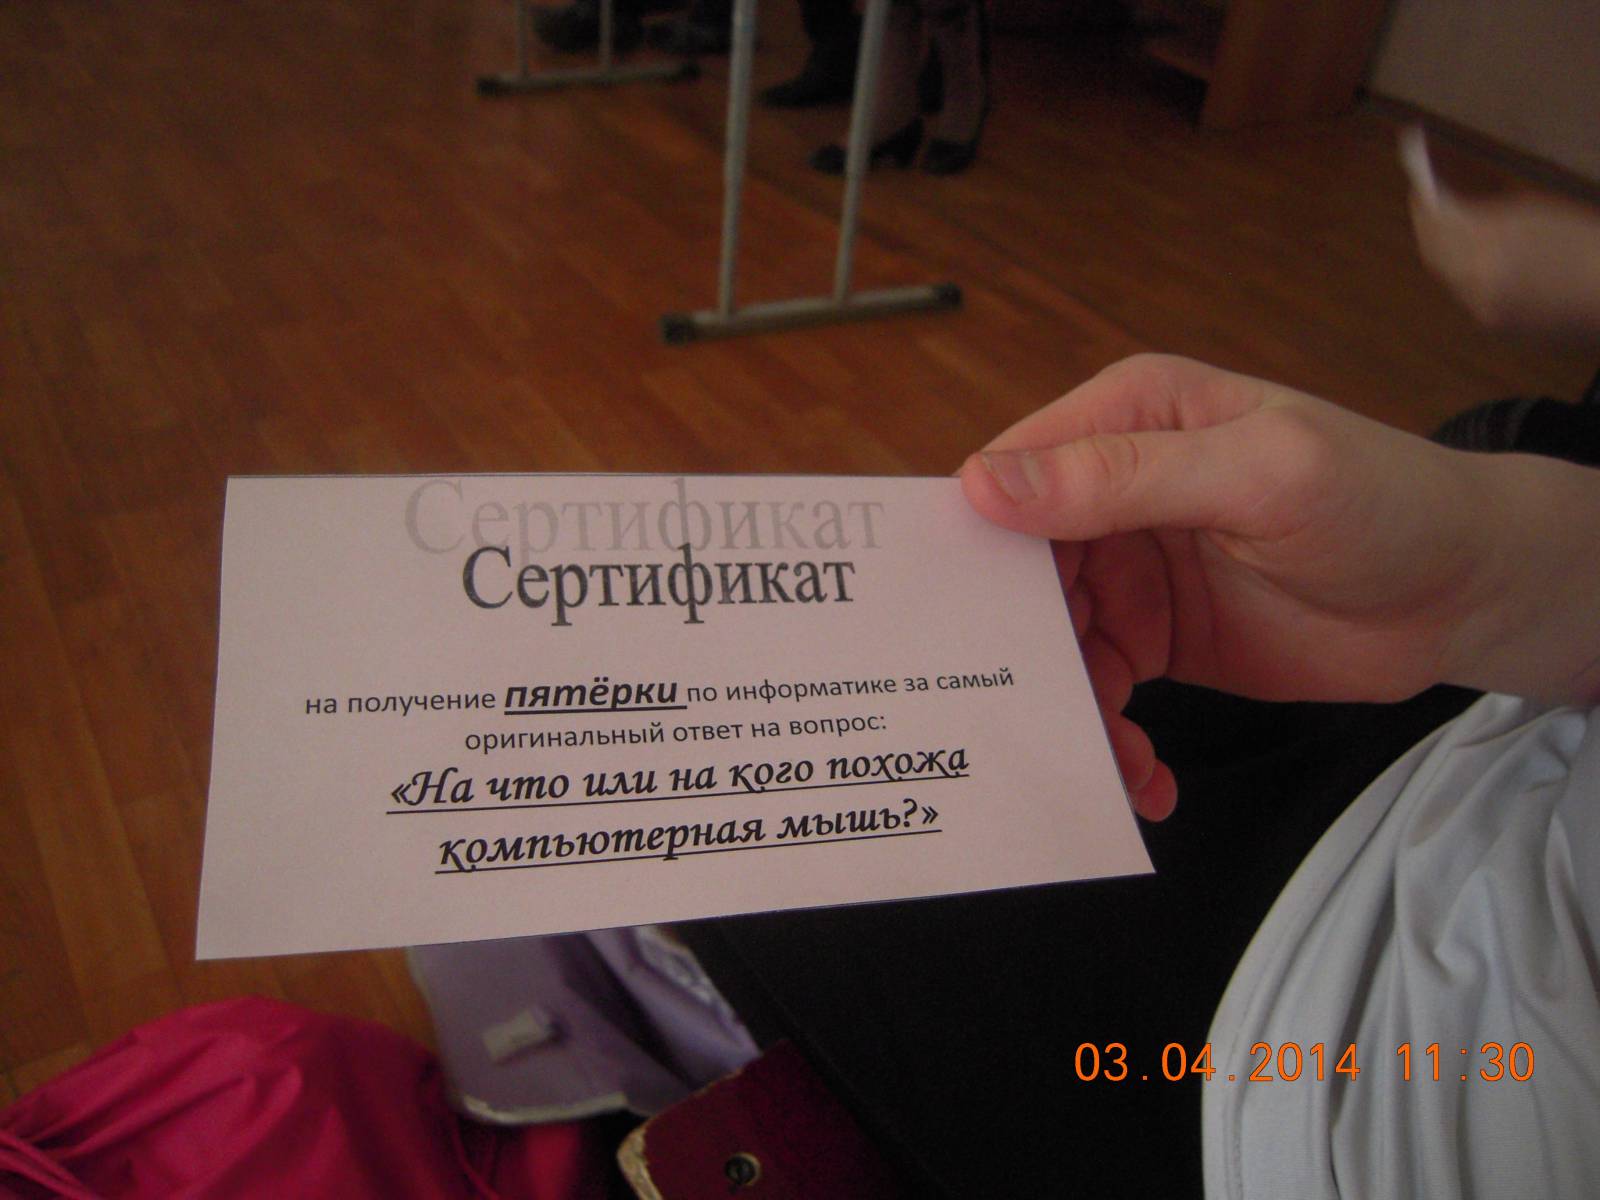 Сертификат
Сертификат
на получение пятёрки по информатике за самый
оригинальный ответ на вопрос:
«На что или на кого похожа
компьютерная мышь?»
03.04.2014 11:30